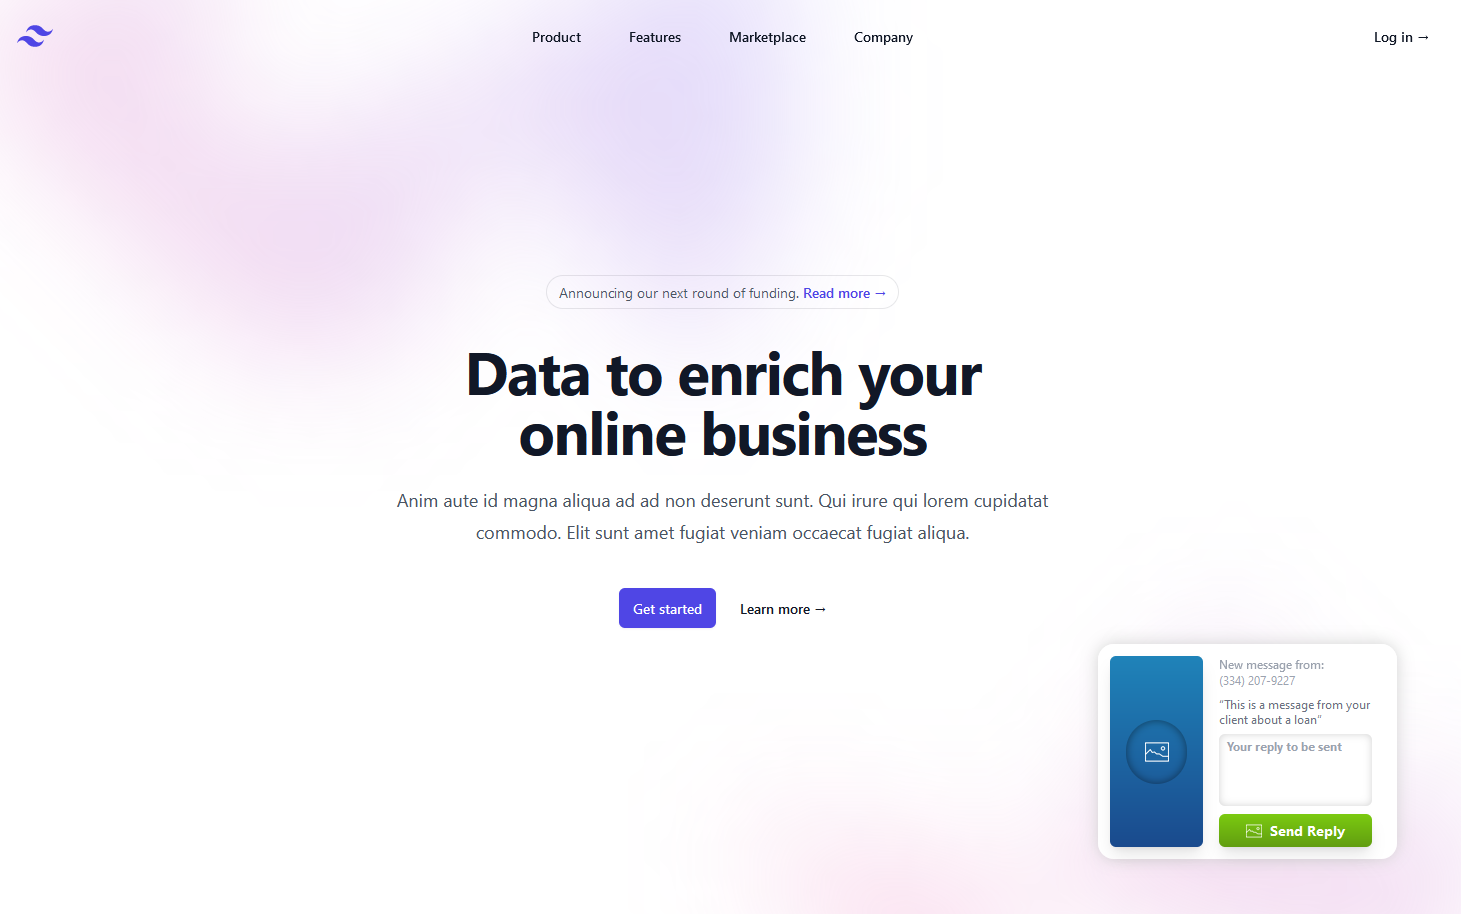 Product Features Marketplace Company Log in →
Announcing our next round of funding. Read more →
Data to enrich your
online business
Anim aute id magna aliqua ad ad non deserunt sunt. Qui irure qui lorem cupidatat
commodo. Elit sunt amet fugiat veniam occaecat fugiat aliqua.
Get started Learn more →
New message from:
(334) 207-9227
“This is a message from your
client about a loan”
Your reply to be sent
Send Reply